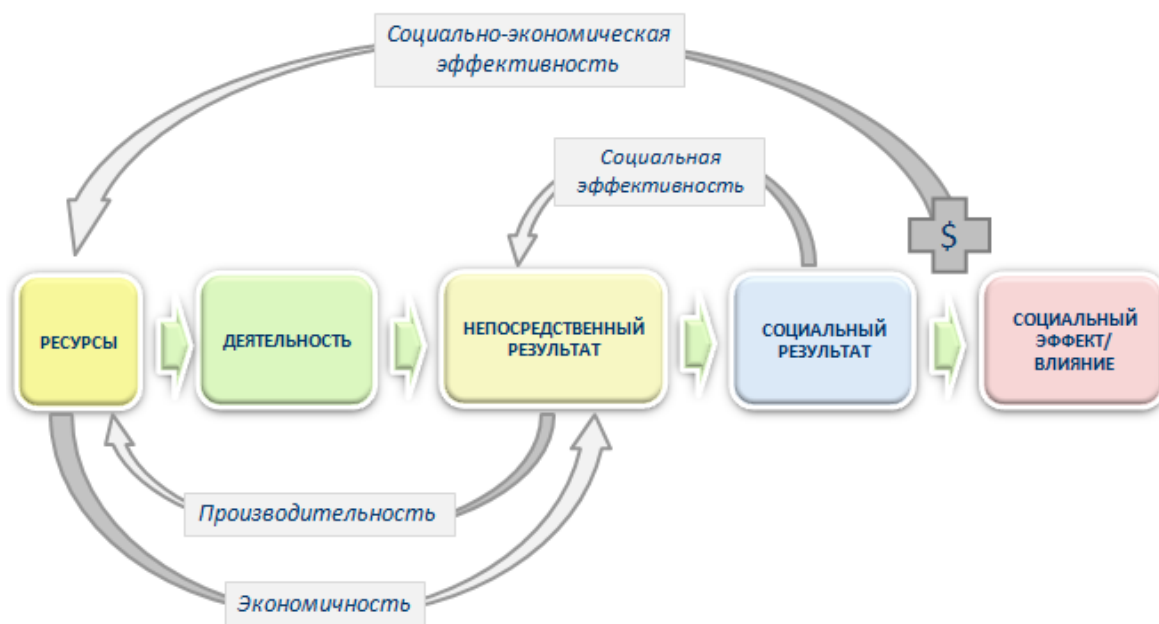 Социально-экономическая
эффективность
Социальная
эффективность
$
РЕСУРСЫ
ДЕЯТЕЛЬНОСТЬ
НЕПОСРЕДСТВЕННЫЙ
РЕЗУЛЬТАТ
СОЦИАЛЬНЫЙ
РЕЗУЛЬТАТ
СОЦИАЛЬНЫЙ
ЭФФЕКТ/
ВЛИЯНИЕ
Производительность
Экономичность